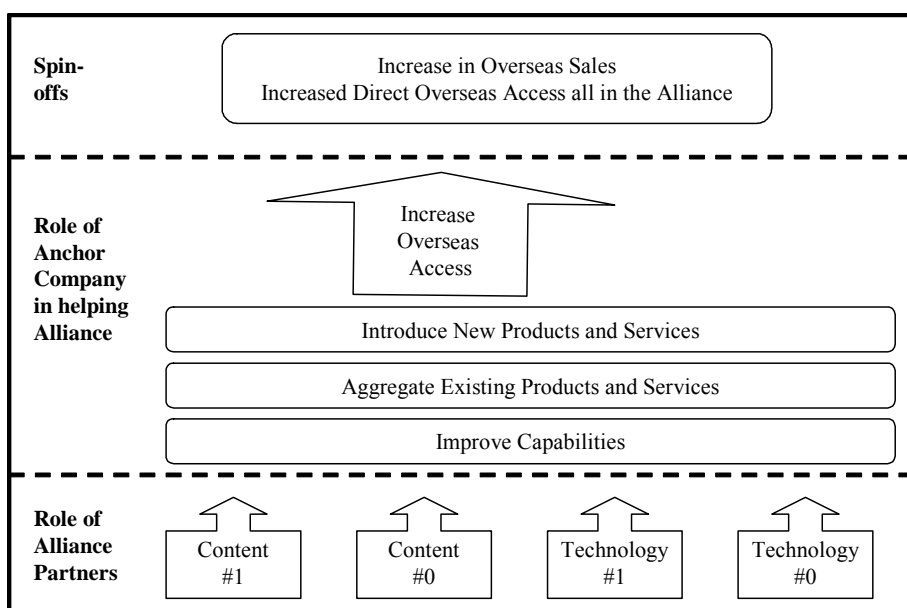 Spin-
offs
Increase in Overseas Sales
Increased Direct Overseas Access all in the Alliance
Role of
Anchor
Company
in helping
Alliance
Increase
Overseas
Access
Introduce New Products and Services
Aggregate Existing Products and Services
Improve Capabilities
Role of
Alliance
Partners
Content
#1
Content
#0
Technology
#1
Technology
#0